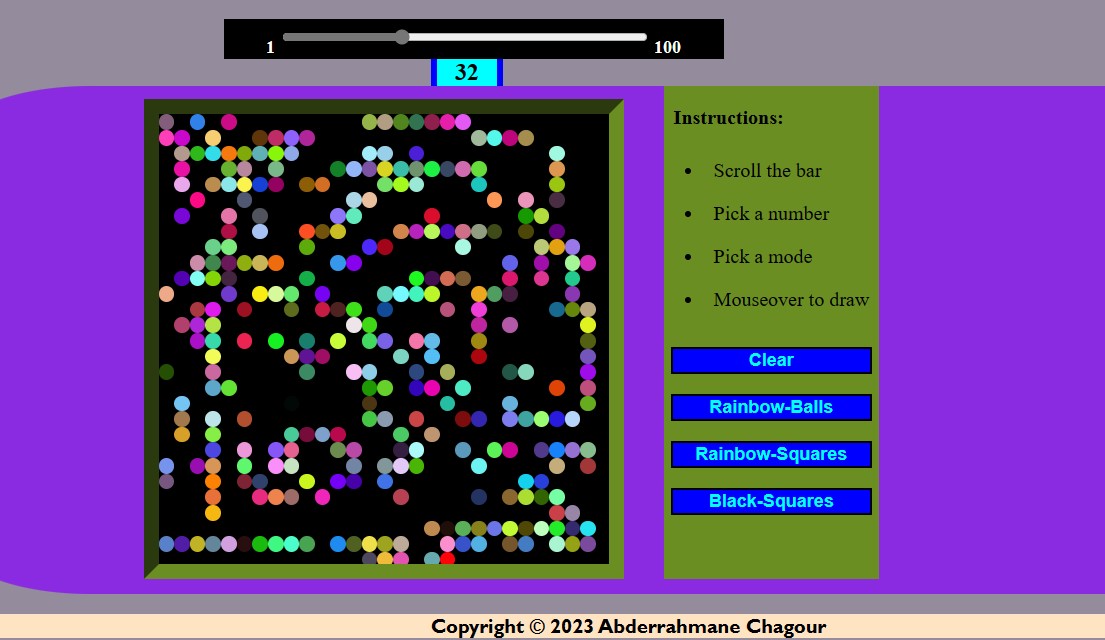 1
100
32
Instructions:
Scroll the bar
Pick a number
Pick a mode
Mouseover to draw
Clear
Rainbow-Balls
Rainbow-Squares
Black-Squares
Copyright © 2023 Abderrahmane Chagour